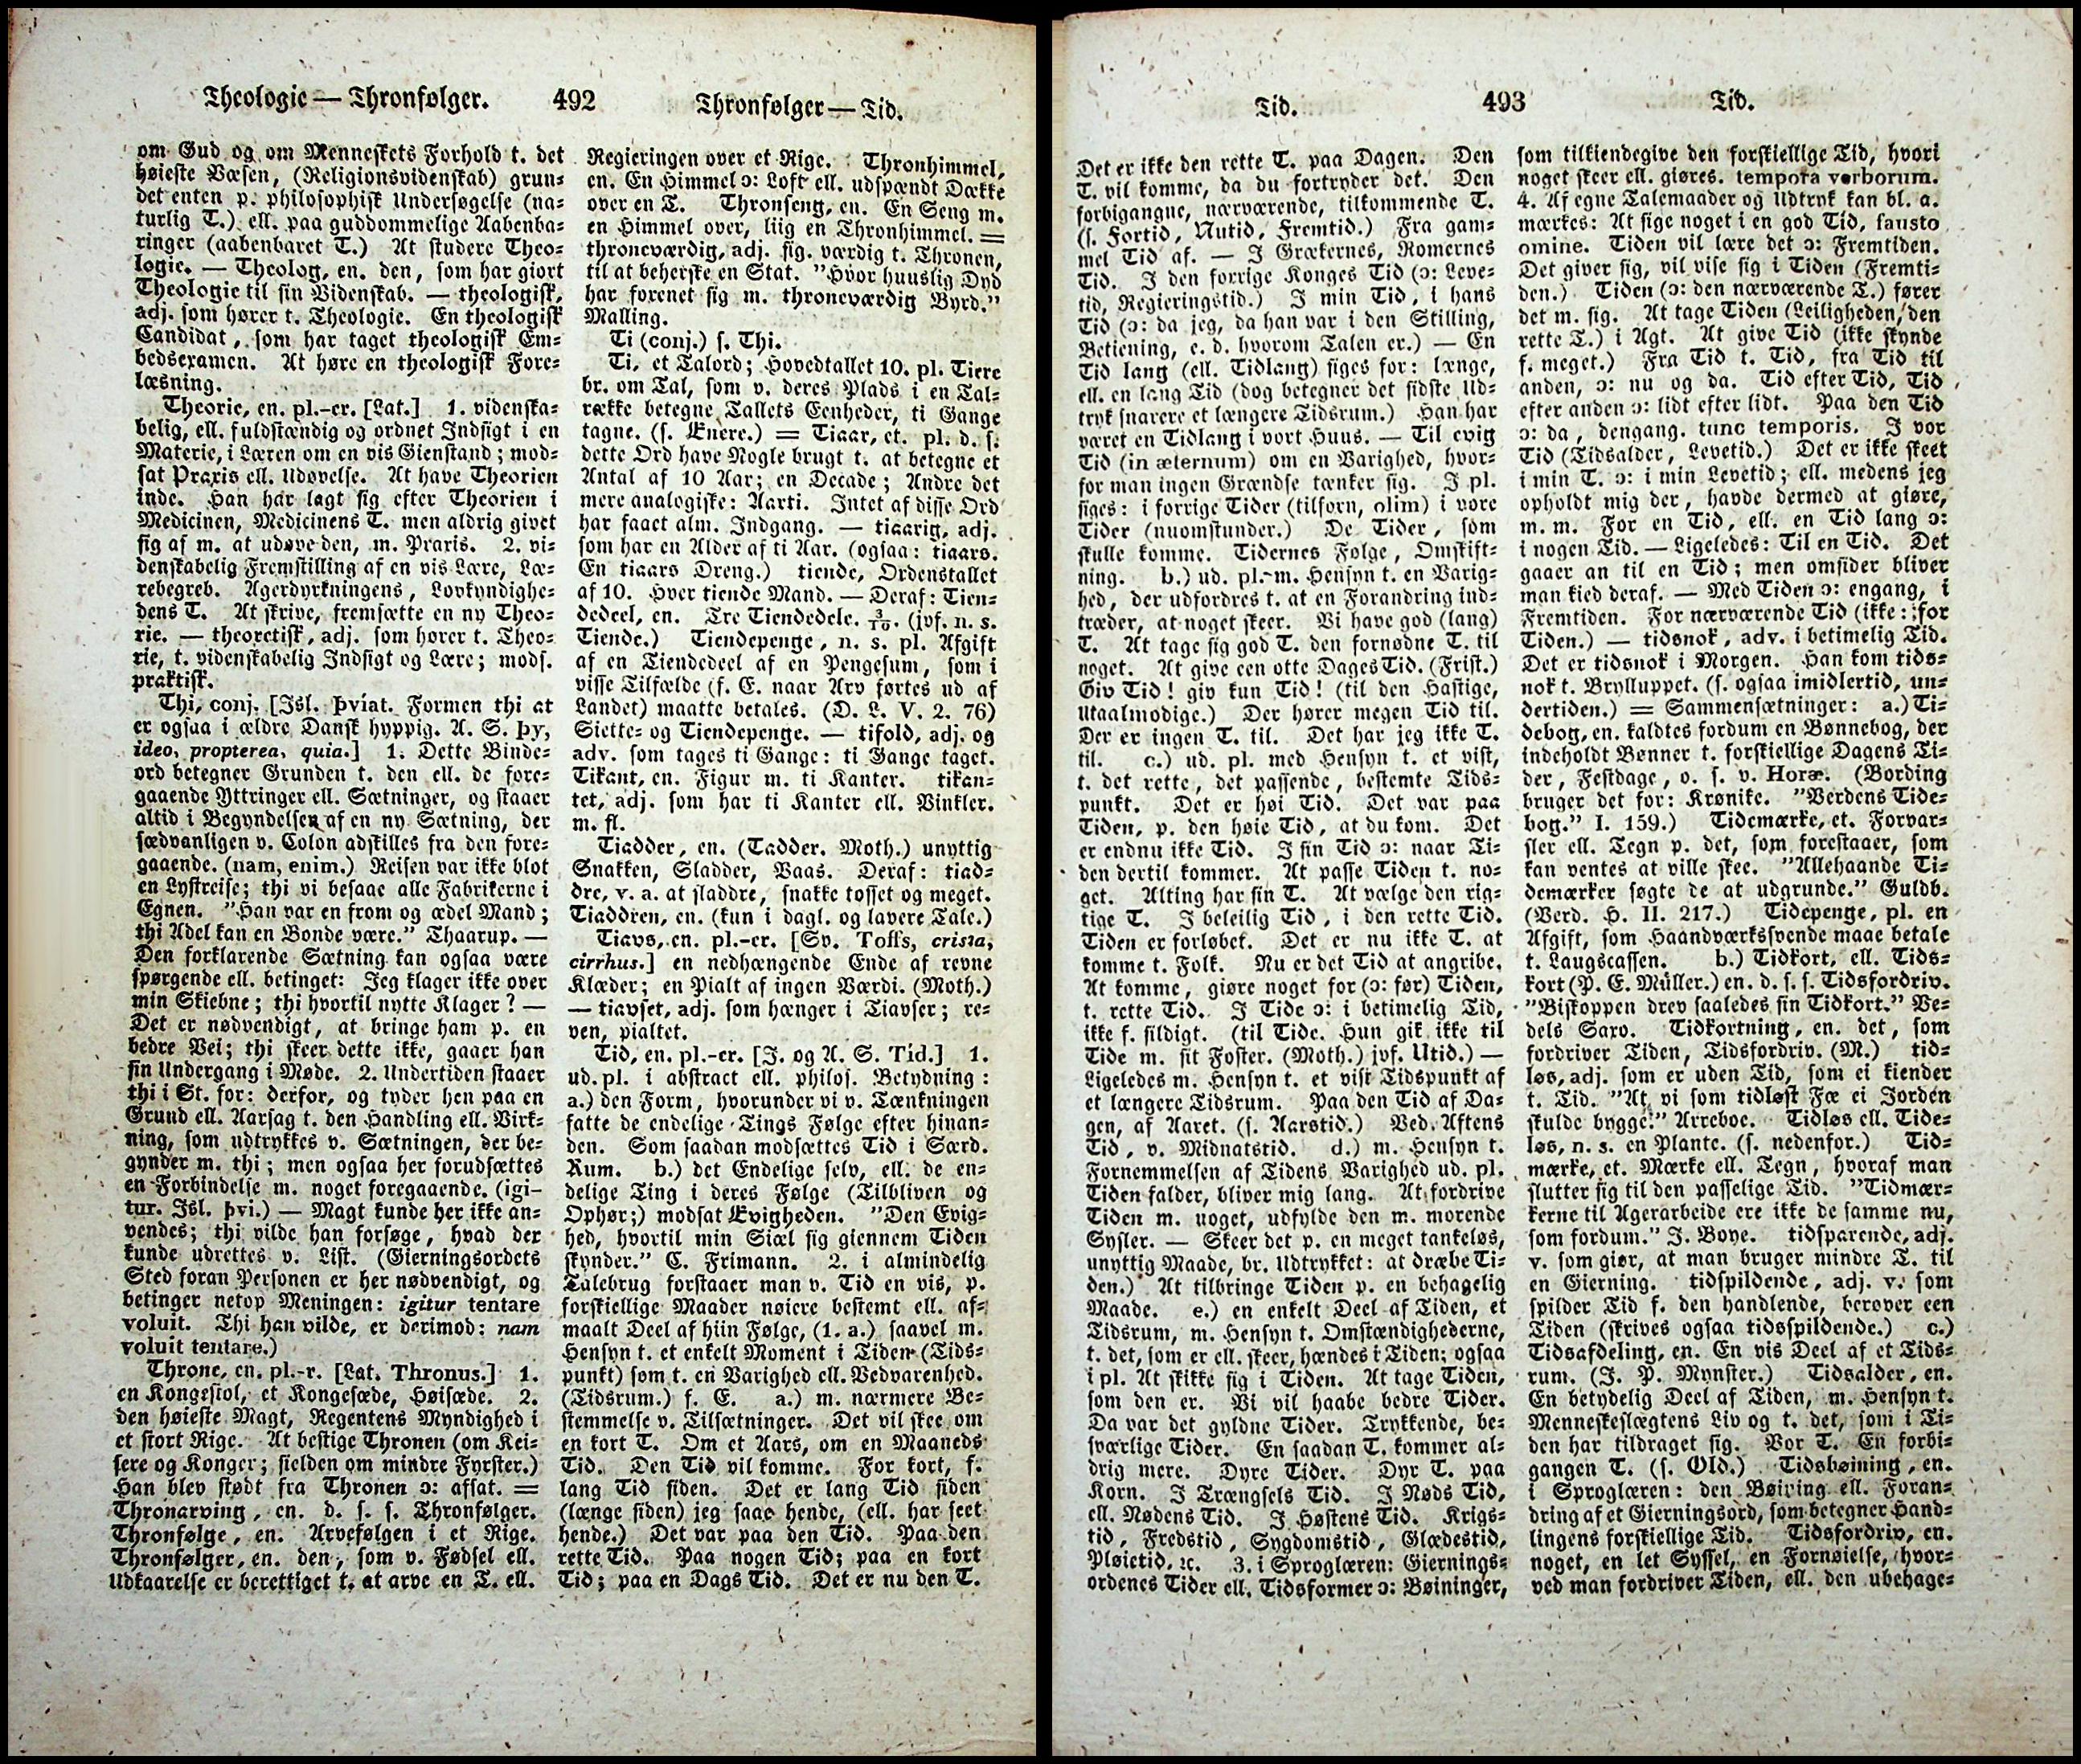 Theologie — Thronfølger. 492 Thronfølger — Tid.
om Gud og om Menneskets Forhold t. det
høieste Væsen, (Religionsvidenskab) grun-
det enten p. philosophisk Undersøgelse (na-
turlig T.) ell. paa guddommelige Aabenba-
ringer (aabenbaret T.) At studere Theo-
logie. — Theolog, en. den, som har giort
Theologie til sin Videnskab. — theologisk,
adj. som hører t. Theologie. En theologisk
Candidat, som har taget theologisk Em-
bedsexamen. At høre en theologisk Fore-
læsning.
Theorie, en. pl.-er. [Lat.] 1. videnska-
belig, ell. fuldstændig og ordnet Indsigt i en
Materie, i Læren om en vis Gienstand; mod-
sat Praxis ell. Udøvelse. At have Theorien
inde. Han har lagt sig efter Theorien i
Medicinen, Medicinens T. men aldrig givet
sig af m. at udøve den, m. Praxis. 2. vi-
denskabelig Fremstilling af en vis Lære, Læ-
rebegreb. Agerdyrkningens, Lovkyndighe-
dens T. At skrive, fremsætte en ny Theo-
rie. — theoretisk, adj. som hører t. Theo-
rie, t. videnskabelig Indsigt og Lære; mods.
praktisk.
Thi, conj. [Isl. þvíat. Formen thi at
er ogsaa i ældre Dansk hyppig. A. S. þy,
ideo, propterea, quia.] 1. Dette Binde-
ord betegner Grunden t. den ell. de fore-
gaaende Yttringer ell. Sætninger, og staaer
altid i Begyndelsen af en ny Sætning, der
sædvanligen v. Colon adskilles fra den fore-
gaaende. (nam, enim.) Reisen var ikke blot
en Lystreise; thi vi besaae alle Fabrikerne i
Egnen. "Han var en from og ædel Mand;
thi Adel kan en Bonde være." Thaarup. —
Den forklarende Sætning kan ogsaa være
spørgende ell. betinget: Jeg klager ikke over
min Skiebne; thi hvortil nytte Klager? —
Det er nødvendigt, at bringe ham p. en
bedre Vei; thi skeer dette ikke, gaaer han
sin Undergang i Møde. 2. Undertiden staaer
thi i St. for: derfor, og tyder hen paa en
Grund ell. Aarsag t. den Handling ell. Virk-
ning, som udtrykkes v. Sætningen, der be-
gynder m. thi; men ogsaa her forudsættes
en Forbindelse m. noget foregaaende. (igi-
tur. Isl. þvi.) — Magt kunde her ikke an-
vendes; thi vilde han forsøge, hvad der
kunde udrettes v. List. (Gierningsordets
Sted foran Personen er her nødvendigt, og
betinger netop Meningen: igitur tentare
voluit. Thi han vilde, er derimod: nam
voluit tentare.)
Throne, en. pl.-r. [Lat. Thronus.] 1.
en Kongestol, et Kongesæde, Høisæde. 2.
den høieste Magt, Regentens Myndighed i
et stort Rige. At bestige Thronen (om Kei-
sere og Konger; sielden om mindre Fyrster.)
Han blev stødt fra Thronen ɔ: afsat. =
Thronarving, en. d. s. s. Thronfølger.
Thronfølge, en. Arvefølgen i et Rige.
Thronfølger, en. den, som v. Fødsel ell.
Udkaarelse er berettiget t. at arve en T. ell.
Regieringen over et Rige. Thronhimmel,
en. En Himmel ɔ: Loft ell. udspændt Dække
over en T. Thronseng, en. En Seng m.
en Himmel over, liig en Thronhimmel. =
throneværdig, adj. fig. værdig t. Thronen,
til at beherske en Stat. "Hvor huuslig Dyd
har forenet sig m. throneværdig Byrd."
Malling.
Ti (conj.) s. Thi.
Ti, et Talord; Hovedtallet 10. pl. Tiere
br. om Tal, som v. deres Plads i en Tal-
række betegne Tallets Eenheder, ti Gange
tagne. (s. Enere.) = Tiaar, et. pl. d. s.
dette Ord have Nogle brugt t. at betegne et
Antal af 10 Aar; en Decade; Andre det
mere analogiske: Aarti. Intet af disse Ord
har faaet alm. Indgang. — tiaarig, adj.
som har en Alder af ti Aar. (ogsaa: tiaars.
En tiaars Dreng.) tiende, Ordenstallet
af 10. Hver tiende Mand. — Deraf: Tien-
dedeel, en. Tre Tiendedele. 3/10. (jvf. n. s.
Tiende.) Tiendepenge, n. s. pl. Afgift
af en Tiendedeel af en Pengesum, som i
visse Tilfælde (f. E. naar Arv førtes ud af
Landet) maatte betales. (D. L. V. 2. 76)
Siette- og Tiendepenge. — tifold, adj. og
adv. som tages ti Gange: ti Gange taget.
Tikant, en. Figur m. ti Kanter. tikan-
tet, adj. som har ti Kanter ell. Vinkler.
m. fl.
Tiadder, en. (Tadder. Moth.) unyttig
Snakken, Sladder, Vaas. Deraf: tiad-
dre, v. a. at sladdre, snakke tosset og meget.
Tiaddren, en. (kun i dagl. og lavere Tale.)
Tiavs, en. pl.-er. [Sv. Toffs, crista,
cirrhus.] en nedhængende Ende af revne
Klæder; en Pialt af ingen Værdi. (Moth.)
— tiavset, adj. som hænger i Tiavser; re-
ven, pialtet.
Tid, en. pl.-er. [I. og A. S. Tíd.] 1.
ud. pl. i abstract ell. philos. Betydning:
a.) den Form, hvorunder vi v. Tænkningen
fatte de endelige Tings Følge efter hinan-
den. Som saadan modsættes Tid i Særd.
Rum. b.) det Endelige selv, ell. de en-
delige Ting i deres Følge (Tilbliven og
Ophør;) modsat Evigheden. "Den Evig-
hed, hvortil min Siæl sig giennem Tiden
skynder." C. Frimann. 2. i almindelig
Talebrug forstaaer man v. Tid en vis, p.
forskiellige Maader nøiere bestemt ell. af-
maalt Deel af hiin Følge, (1. a.) saavel m.
Hensyn t. et enkelt Moment i Tiden (Tids-
punkt) som t. en Varighed ell. Vedvarenhed.
(Tidsrum.) f. E. a.) m. nærmere Be-
stemmelse v. Tilsætninger. Det vil skee om
en kort T. Om et Aars, om en Maaneds
Tid. Den Tid vil komme. For kort, f.
lang Tid siden. Det er lang Tid siden
(længe siden) jeg saae hende, (ell. har seet
hende.) Det var paa den Tid. Paa den
rette Tid. Paa nogen Tid; paa en kort
Tid; paa en Dags Tid. Det er nu den T.
Tid. 493 Tid.
Det er ikke den rette T. paa Dagen. Den
T. vil komme, da du fortryder det. Den
forbigangne, nærværende, tilkommende T.
(s. Fortid, Nutid, Fremtid.) Fra gam-
mel Tid af. — I Grækernes, Romernes
Tid. I den forrige Konges Tid (ɔ: Leve-
tid, Regieringstid.) I min Tid, i hans
Tid (ɔ: da jeg, da han var i den Stilling,
Betiening, e. d. hvorom Talen er.) — En
Tid lang (ell. Tidlang) siges for: længe,
ell. en lang Tid (dog betegner det sidste Ud-
tryk snarere et længere Tidsrum.) Han har
været en Tidlang i vort Huus. — Til evig
Tid (in æternum) om en Varighed, hvor-
for man ingen Grændse tænker sig. I pl.
siges: i forrige Tider (tilforn, olim) i vore
Tider (nuomstunder.) De Tider, som
skulle komme. Tidernes Følge, Omskift-
ning. b.) ud. pl. m. Hensyn t. en Varig-
hed, der udfordres t. at en Forandring ind-
træder, at noget skeer. Vi have god (lang)
T. At tage sig god T. den fornødne T. til
noget. At give een otte Dages Tid. (Frist.)
Giv Tid! giv kun Tid! (til den Hastige,
Utaalmodige.) Der hører megen Tid til.
Der er ingen T. til. Det har jeg ikke T.
til. c.) ud. pl. med Hensyn t. et vist,
t. det rette, det passende, bestemte Tids-
punkt. Det er høi Tid. Det var paa
Tiden, p. den høie Tid, at du kom. Det
er endnu ikke Tid. I sin Tid ɔ: naar Ti-
den dertil kommer. At passe Tiden t. no-
get. Alting har sin T. At vælge den rig-
tige T. I beleilig Tid, i den rette Tid.
Tiden er forløbet. Det er nu ikke T. at
komme t. Folk. Nu er det Tid at angribe.
At komme, giøre noget for (ɔ: før) Tiden,
t. rette Tid. I Tide ɔ: i betimelig Tid,
ikke f. sildigt. (til Tide. Hun gik ikke til
Tide m. sit Foster. (Moth.) jvf. Utid.) —
Ligeledes m. Hensyn t. et vist Tidspunkt af
et længere Tidsrum. Paa den Tid af Da-
gen, af Aaret. (s. Aarstid.) Ved Aftens
Tid, v. Midnatstid. d.) m. Hensyn t.
Fornemmelsen af Tidens Varighed ud. pl.
Tiden falder, bliver mig lang. At fordrive
Tiden m. noget, udfylde den m. morende
Sysler. — Skeer det p. en meget tankeløs,
unyttig Maade, br. Udtrykket: at dræbe Ti-
den.) At tilbringe Tiden p. en behagelig
Maade. e.) en enkelt Deel af Tiden, et
Tidsrum, m. Hensyn t. Omstændighederne,
t. det, som er ell. skeer, hændes i Tiden; ogsaa
i pl. At skikke sig i Tiden. At tage Tiden,
som den er. Vi vil haabe bedre Tider.
Da var det gyldne Tider. Trykkende, be-
sværlige Tider. En saadan T. kommer al-
drig mere. Dyre Tider. Dyr T. paa
Korn. I Trængsels Tid. I Nøds Tid,
ell. Nødens Tid. I Høstens Tid. Krigs-
tid, Fredstid, Sygdomstid, Glædestid,
Pløietid, ꝛc. 3. i Sproglæren: Giernings-
ordenes Tider ell. Tidsformer ɔ: Bøininger,
som tilkiendegive den forskiellige Tid, hvori
noget skeer ell. giøres. tempora verborum.
4. Af egne Talemaader og Udtryk kan bl. a.
mærkes: At sige noget i en god Tid, fausto
omine. Tiden vil lære det ɔ: Fremtiden.
Det giver sig, vil vise sig i Tiden (Fremti-
den.) Tiden (ɔ: den nærværende T.) fører
det m. sig. At tage Tiden (Leiligheden, den
rette T.) i Agt. At give Tid (ikke skynde
f. meget.) Fra Tid t. Tid, fra Tid til
anden, ɔ: nu og da. Tid efter Tid, Tid
efter anden ɔ: lidt efter lidt. Paa den Tid
ɔ: da, dengang. tunc temporis. I vor
Tid (Tidsalder, Levetid.) Det er ikke skeet
i min T. ɔ: i min Levetid; ell. medens jeg
opholdt mig der, havde dermed at giøre,
m. m. For en Tid, ell. en Tid lang ɔ:
i nogen Tid. — Ligeledes: Til en Tid. Det
gaaer an til en Tid; men omsider bliver
man kied deraf. — Med Tiden ɔ: engang, i
Fremtiden. For nærværende Tid (ikke: for
Tiden.) — tidsnok, adv. i betimelig Tid.
Det er tidsnok i Morgen. Han kom tids-
nok t. Brylluppet. (s. ogsaa imidlertid, un-
dertiden.) = Sammensætninger: a.) Ti-
debog, en. kaldtes fordum en Bønnebog, der
indeholdt Bønner t. forskiellige Dagens Ti-
der, Festdage, o. s. v. Horæ. (Bording
bruger det for: Krønike. "Verdens Tide-
bog." I. 159.) Tidemærke, et. Forvar-
sler ell. Tegn p. det, som forestaaer, som
kan ventes at ville skee. "Allehaande Ti-
demærker søgte de at udgrunde." Guldb.
(Verd. H. II. 217.) Tidepenge, pl. en
Afgift, som Haandværkssvende maae betale
t. Laugscassen. b.) Tidkort, ell. Tids-
kort (P. E. Müller.) en. d. s. s. Tidsfordriv.
"Biskoppen drev saaledes sin Tidkort." Ve-
dels Saxo. Tidkortning, en. det, som
fordriver Tiden, Tidsfordriv. (M.) tid-
løs, adj. som er uden Tid, som ei kiender
t. Tid. "At vi som tidløst Fæ ei Jorden
skulde bygge." Arreboe. Tidløs ell. Tide-
løs, n. s. en Plante. (s. nedenfor.) Tid-
mærke, et. Mærke ell. Tegn, hvoraf man
slutter sig til den passelige Tid. "Tidmær-
kerne til Agerarbeide ere ikke de samme nu,
som fordum." J. Boye. tidsparende, adj.
v. som giør, at man bruger mindre T. til
en Gierning. tidspildende, adj. v. som
spilder Tid f. den handlende, berøver een
Tiden (skrives ogsaa tidsspildende.) c.)
Tidsafdeling, en. En vis Deel af et Tids-
rum. (J. P. Mynster.) Tidsalder, en.
En betydelig Deel af Tiden, m. Hensyn t.
Menneskeslægtens Liv og t. det, som i Ti-
den har tildraget sig. Vor T. En forbi-
gangen T. (s. Old.) Tidsbøining, en.
i Sproglæren: den Bøining ell. Foran-
dring af et Gierningsord, som betegner Hand-
lingens forskiellige Tid. Tidsfordriv, en.
noget, en let Syssel, en Fornøielse, hvor-
ved man fordriver Tiden, ell. den ubehage-